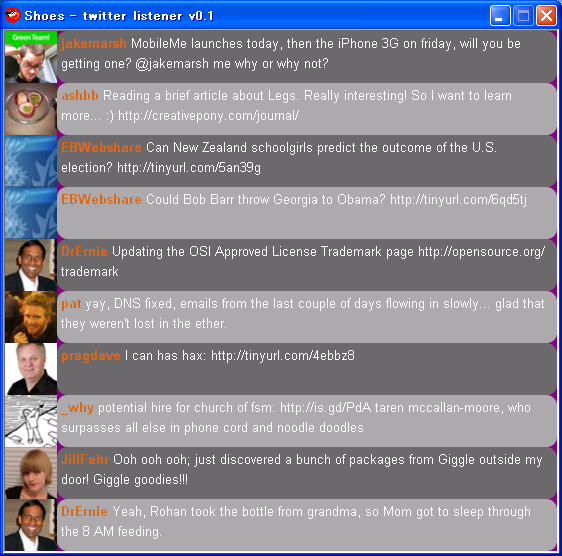 Shoes - twitter listener v0.1
Green Team!
jakemarsh MobileMe launches today, then the iPhone 3G on friday, will you be
getting one? @jakemarsh me why or why not?
ashbb Reading a brief article about Legs. Really interesting! So I want to learn
more... :) http://creativepony.com/journal/
EBWebshare Can New Zealand schoolgirls predict the outcome of the U.S.
election? http://tinyurl.com/5an39g
EBWebshare Could Bob Barr throw Georgia to Obama? http://tinyurl.com/6qd5tj
DrErnie Updating the OSI Approved License Trademark page http://opensource.org/
trademark
pat yay, DNS fixed, emails from the last couple of days flowing in slowly... glad that
they weren't lost in the ether.
pragdave I can has hax: http://tinyurl.com/4ebbz8
_why potential hire for church of fsm: http://is.gd/PdA taren mccallan-moore, who
surpasses all else in phone cord and noodle doodles
JillFehr Ooh ooh ooh; just discovered a bunch of packages from Giggle outside my
door! Giggle goodies!!!
DrErnie Yeah, Rohan took the bottle from grandma, so Mom got to sleep through
the 8 AM feeding.